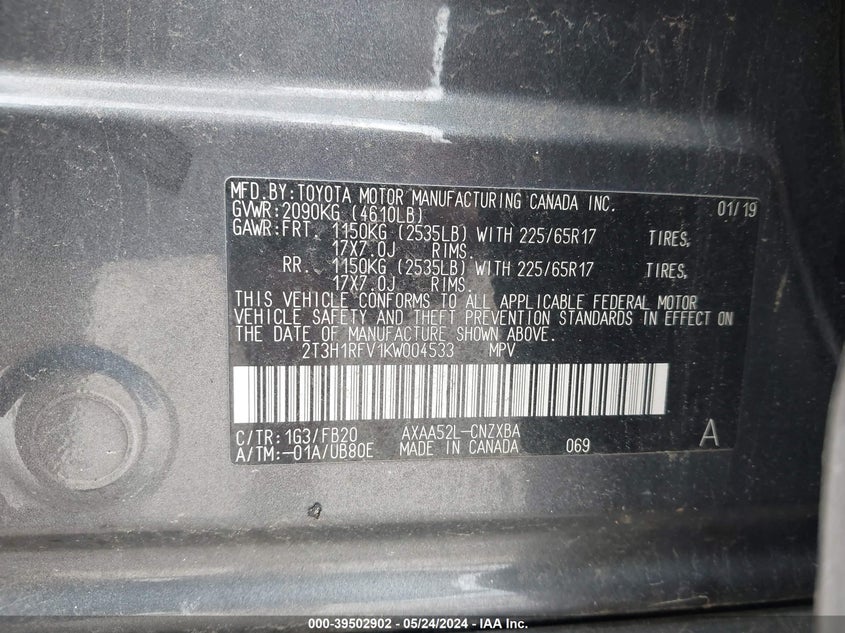 MFD.BY:TOYOTA MOTOR MANUFACTURING CANADA INC. 01/19
GVWR:2090KG (4610LB)
GAWR:FRT. 1150KG (2535LB) WITH 225/65R17 TIRES,
17X7.0J RIMS.
RR. 1150KG (2535LB) WITH 225/65R17 TIRES,
17X7.0J RIMS.
THIS VEHICLE CONFORMS TO ALL APPLICABLE FEDERAL MOTOR
VEHICLE SAFETY AND THEFT PREVENTION STANDARDS IN EFFECT ON
THE DATE OF MANUFACTURE SHOWN ABOVE.
2T3H1RFV1KW004533 MPV
C/TR:1G3/FB20 AXAA52L-CNZXBA A
A/TM:-01A/UB80E MADE IN CANADA 069
000-39502902 - 05/24/2024 - IAA Inc.